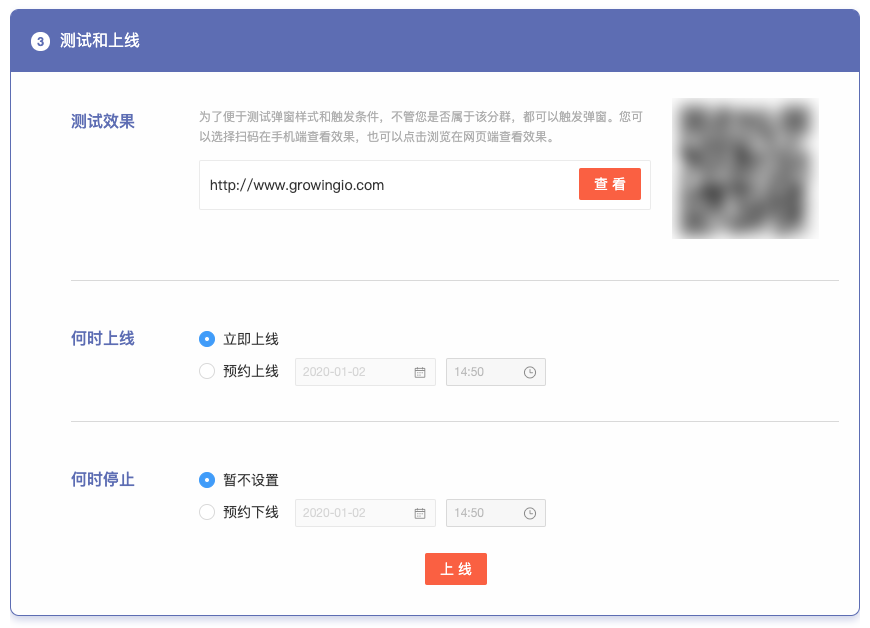 3 测试和上线
测试效果
为了便于测试弹窗样式和触发条件，不管您是否属于该分群，都可以触发弹窗。您可
以选择扫码在手机端查看效果，也可以点击浏览在网页端查看效果。
http://www.growingio.com 查 看
何时上线
立即上线
预约上线 2020-01-02 14:50
何时停止
暂不设置
预约下线 2020-01-02 14:50
上 线